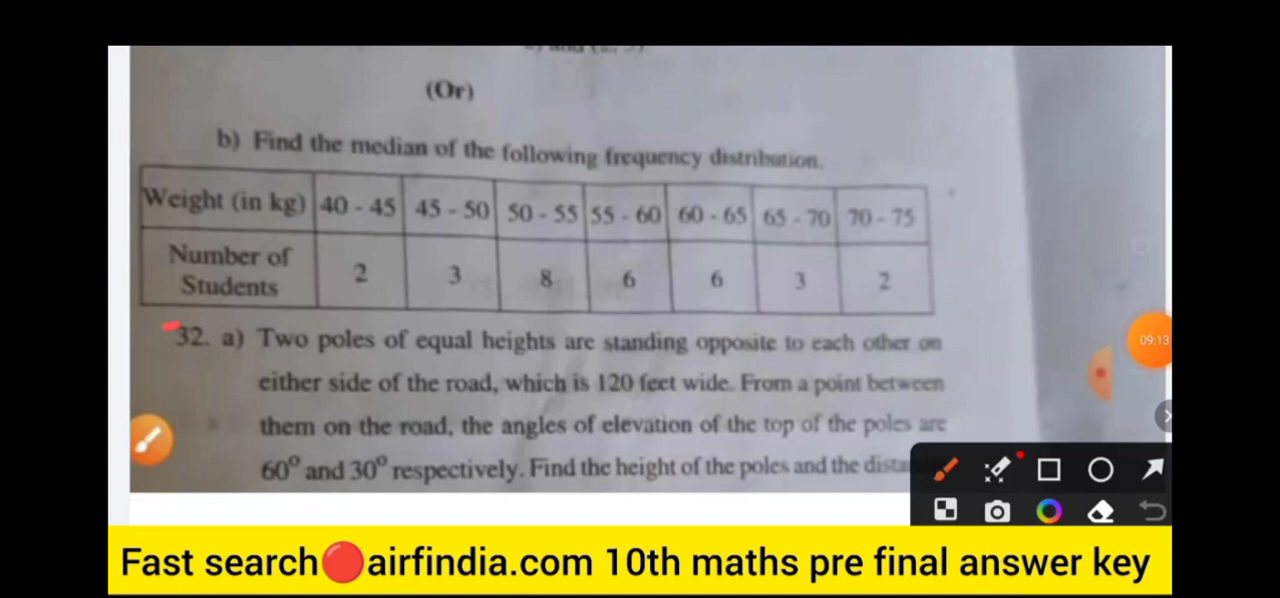 (Or)
b) Find the median of the following frequency distribution.
Weight (in kg) 40 - 45 45 - 50 50 - 55 55 - 60 60 - 65 65 - 70 70 - 75
Number of Students 2 3 8 6 6 3 2
32. a) Two poles of equal heights are standing opposite to each other on
either side of the road, which is 120 feet wide. From a point between
them on the road, the angles of elevation of the top of the poles are
60⁰ and 30⁰ respectively. Find the height of the poles and the
09:13
Fast search🔴airfindia.com 10th maths pre final answer key